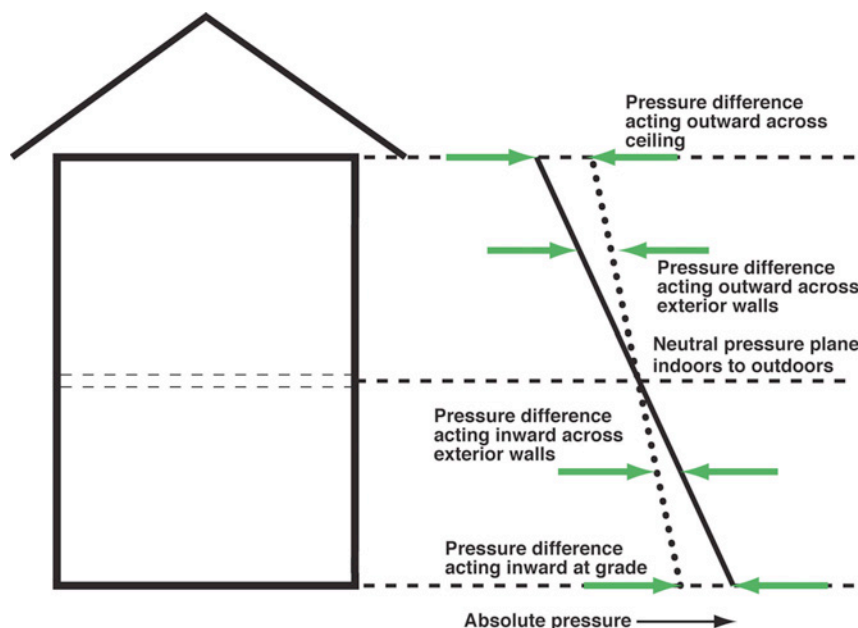 Pressure difference
acting outward across
ceiling
Pressure difference
acting outward across
exterior walls
Neutral pressure plane
indoors to outdoors
Pressure difference
acting inward across
exterior walls
Pressure difference
acting inward at grade
Absolute pressure